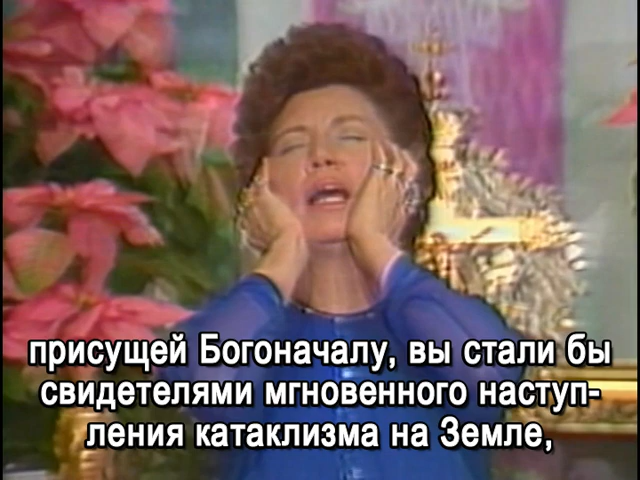 присущей Богоначалу, вы стали бы
свидетелями мгновенного наступ-
ления катаклизма на Земле,